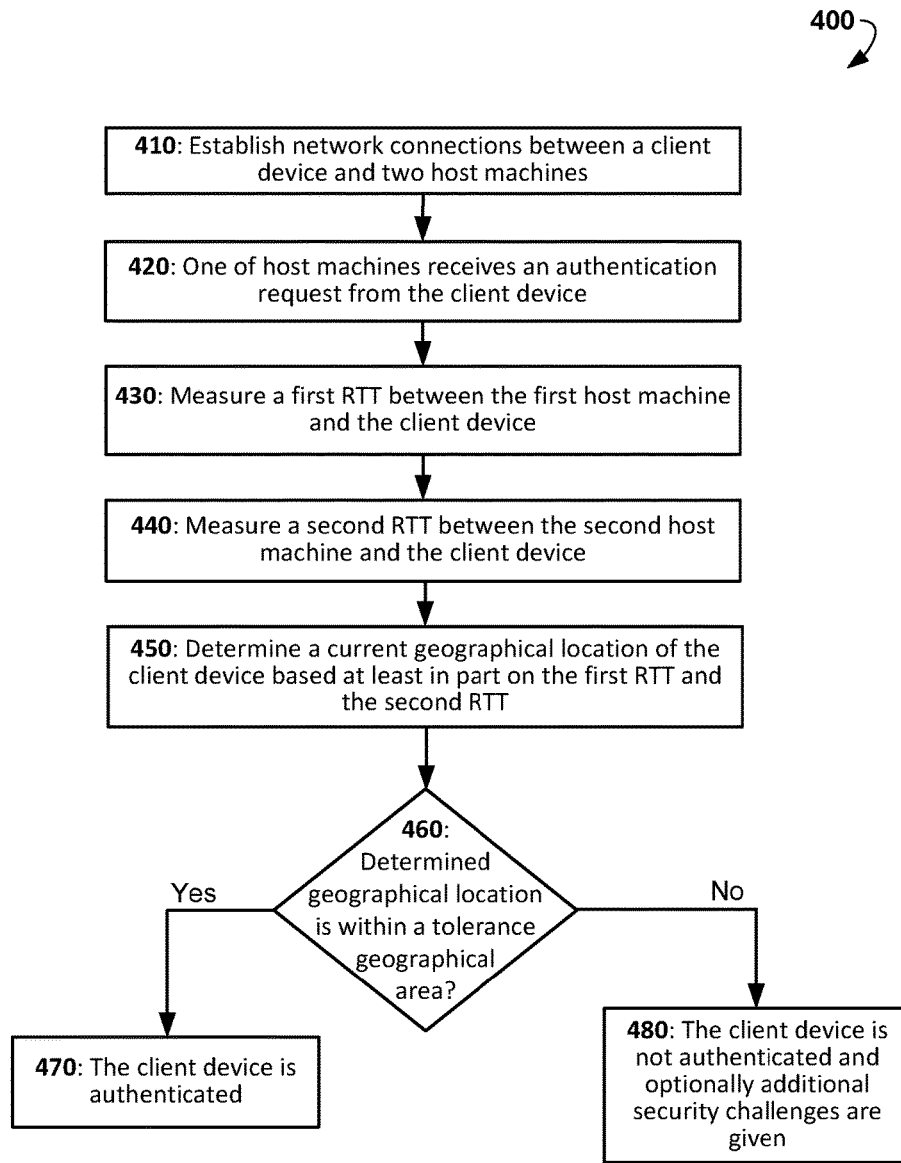 400
410: Establish network connections between a client
device and two host machines
420: One of host machines receives an authentication
request from the client device
430: Measure a first RTT between the first host machine
and the client device
440: Measure a second RTT between the second host
machine and the client device
450: Determine a current geographical location of the
client device based at least in part on the first RTT and
the second RTT
460:
Determined
geographical location
is within a tolerance
geographical
area?
Yes
No
470: The client device is
authenticated
480: The client device is
not authenticated and
optionally additional
security challenges are
given